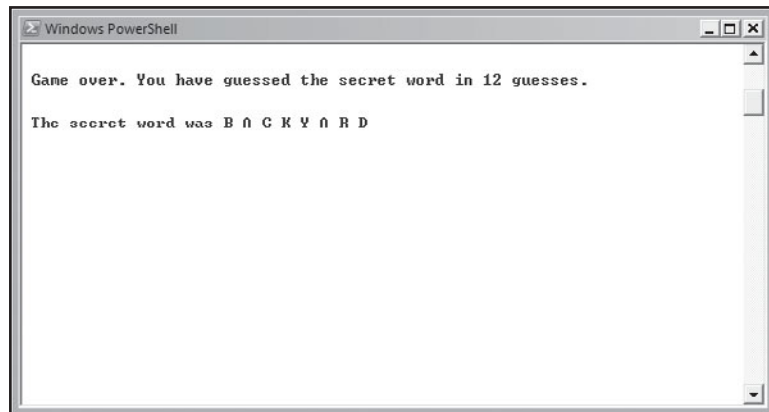 Windows PowerShell
Game over. You have guessed the secret word in 12 guesses.
The secret word was B A C K Y A R D